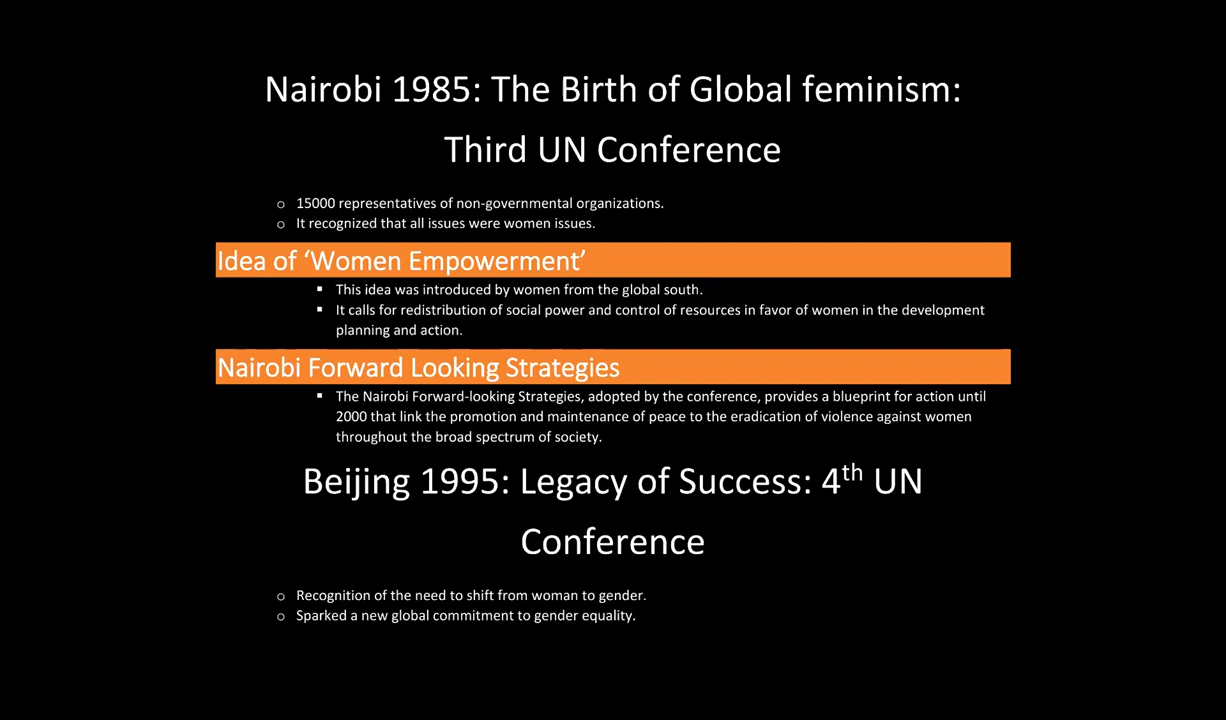 Nairobi 1985: The Birth of Global feminism:
Third UN Conference
o 15000 representatives of non-governmental organizations.
o It recognized that all issues were women issues.
Idea of ‘Women Empowerment’
▪ This idea was introduced by women from the global south.
▪ It calls for redistribution of social power and control of resources in favor of women in the development
planning and action.
Nairobi Forward Looking Strategies
▪ The Nairobi Forward-looking Strategies, adopted by the conference, provides a blueprint for action until
2000 that link the promotion and maintenance of peace to the eradication of violence against women
throughout the broad spectrum of society.
Beijing 1995: Legacy of Success: 4th UN
Conference
o Recognition of the need to shift from woman to gender.
o Sparked a new global commitment to gender equality.